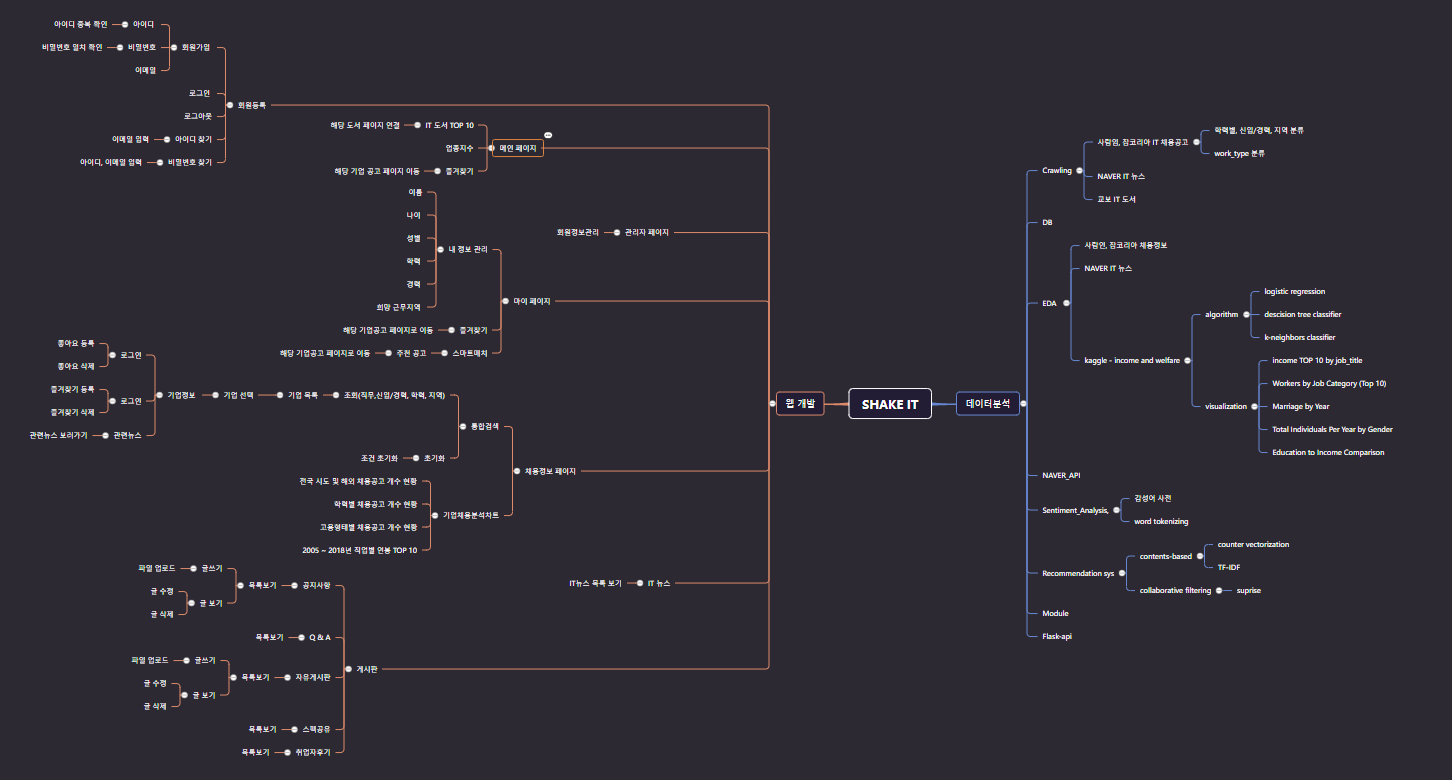 SHAKE IT
웹 개발
회원등록
회원가입
아이디
아이디 중복 확인
비밀번호
비밀번호 일치 확인
이메일
로그인
로그아웃
아이디 찾기
이메일 입력
비밀번호 찾기
아이디, 이메일 입력
메인 페이지
IT 도서 TOP 10
해당 도서 페이지 연결
업종지수
즐겨찾기
해당 기업 공고 페이지 이동
관리자 페이지
회원정보관리
마이 페이지
내 정보 관리
이름
나이
성별
학력
경력
희망 근무지역
즐겨찾기
해당 기업공고 페이지로 이동
스마트매치
추천 공고
해당 기업공고 페이지로 이동
채용정보 페이지
통합검색
조회(직무,신입/경력, 학력, 지역)
기업 목록
기업 선택
기업정보
로그인
좋아요 등록
좋아요 삭제
로그인
즐겨찾기 등록
즐겨찾기 삭제
관련뉴스
관련뉴스 보러가기
초기화
조건 초기화
기업채용분석차트
전국 시도 및 해외 채용공고 개수 현황
학력별 채용공고 개수 현황
고용형태별 채용공고 개수 현황
2005 ~ 2018년 직업별 연봉 TOP 10
IT 뉴스
IT뉴스 목록 보기
게시판
공지사항
목록보기
글쓰기
파일 업로드
글 보기
글 수정
글 삭제
Q & A
목록보기
자유게시판
목록보기
글쓰기
파일 업로드
글 보기
글 수정
글 삭제
스펙공유
목록보기
취업자후기
목록보기
데이터분석
Crawling
사람인, 잡코리아 IT 채용공고
학력별, 신입/경력, 지역 분류
work_type 분류
NAVER IT 뉴스
교보 IT 도서
DB
EDA
사람인, 잡코리아 채용정보
NAVER IT 뉴스
kaggle - income and welfare
algorithm
logistic regression
descision tree classifier
k-neighbors classifier
visualization
income TOP 10 by job_title
Workers by Job Category (Top 10)
Marriage by Year
Total Individuals Per Year by Gender
Education to Income Comparison
NAVER_API
Sentiment_Analysis,
감성어 사전
word tokenizing
Recommendation sys
contents-based
counter vectorization
TF-IDF
collaborative filtering
suprise
Module
Flask-api